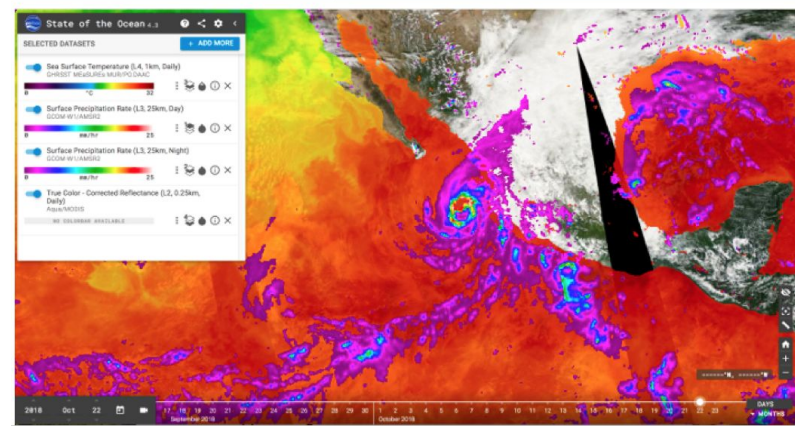 State of the Ocean 4.3
SELECTED DATASETS
+ ADD MORE
Sea Surface Temperature (L4, 1km, Daily)
GHRSST MEaSUREs MUR/PO.DAAC
0 °C 32
Surface Precipitation Rate (L3, 25km, Day)
GCOM-W1/AMSR2
0 mm/hr 25
Surface Precipitation Rate (L3, 25km, Night)
GCOM-W1/AMSR2
0 mm/hr 25
True Color - Corrected Reflectance (L2, 0.25km,
Daily)
Aqua/MODIS
NO COLORBAR AVAILABLE
------°N, ------°W
2018 Oct 22
17 18 19 20 21 22 23 24 25 26 27 28 29 30 1 2 3 4 5 6 7 8 9 10 11 12 13 14 15 16 17 18 19 20 21 22 23
September 2018 October 2018
DAYS
MONTHS